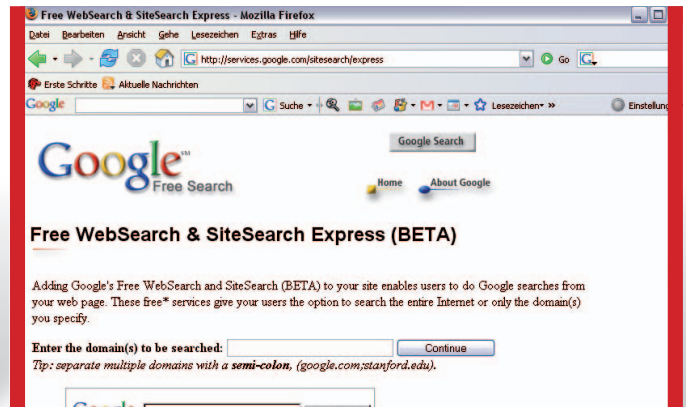 Free WebSearch & SiteSearch Express - Mozilla Firefox
Datei Bearbeiten Ansicht Gehe Lesezeichen Extras Hilfe
http://services.google.com/sitesearch/express Go G
Erste Schritte Aktuelle Nachrichten
Google G Suche Lesezeichen Einstellung
Google Search
Google SM
Free Search
Home About Google
Free WebSearch & SiteSearch Express (BETA)
Adding Google's Free WebSearch and SiteSearch (BETA) to your site enables users to do Google searches from
your web page. These free* services give your users the option to search the entire Internet or only the domain(s)
you specify.
Enter the domain(s) to be searched: Continue
Tip: separate multiple domains with a semi-colon, (google.com;stanford.edu).
Google